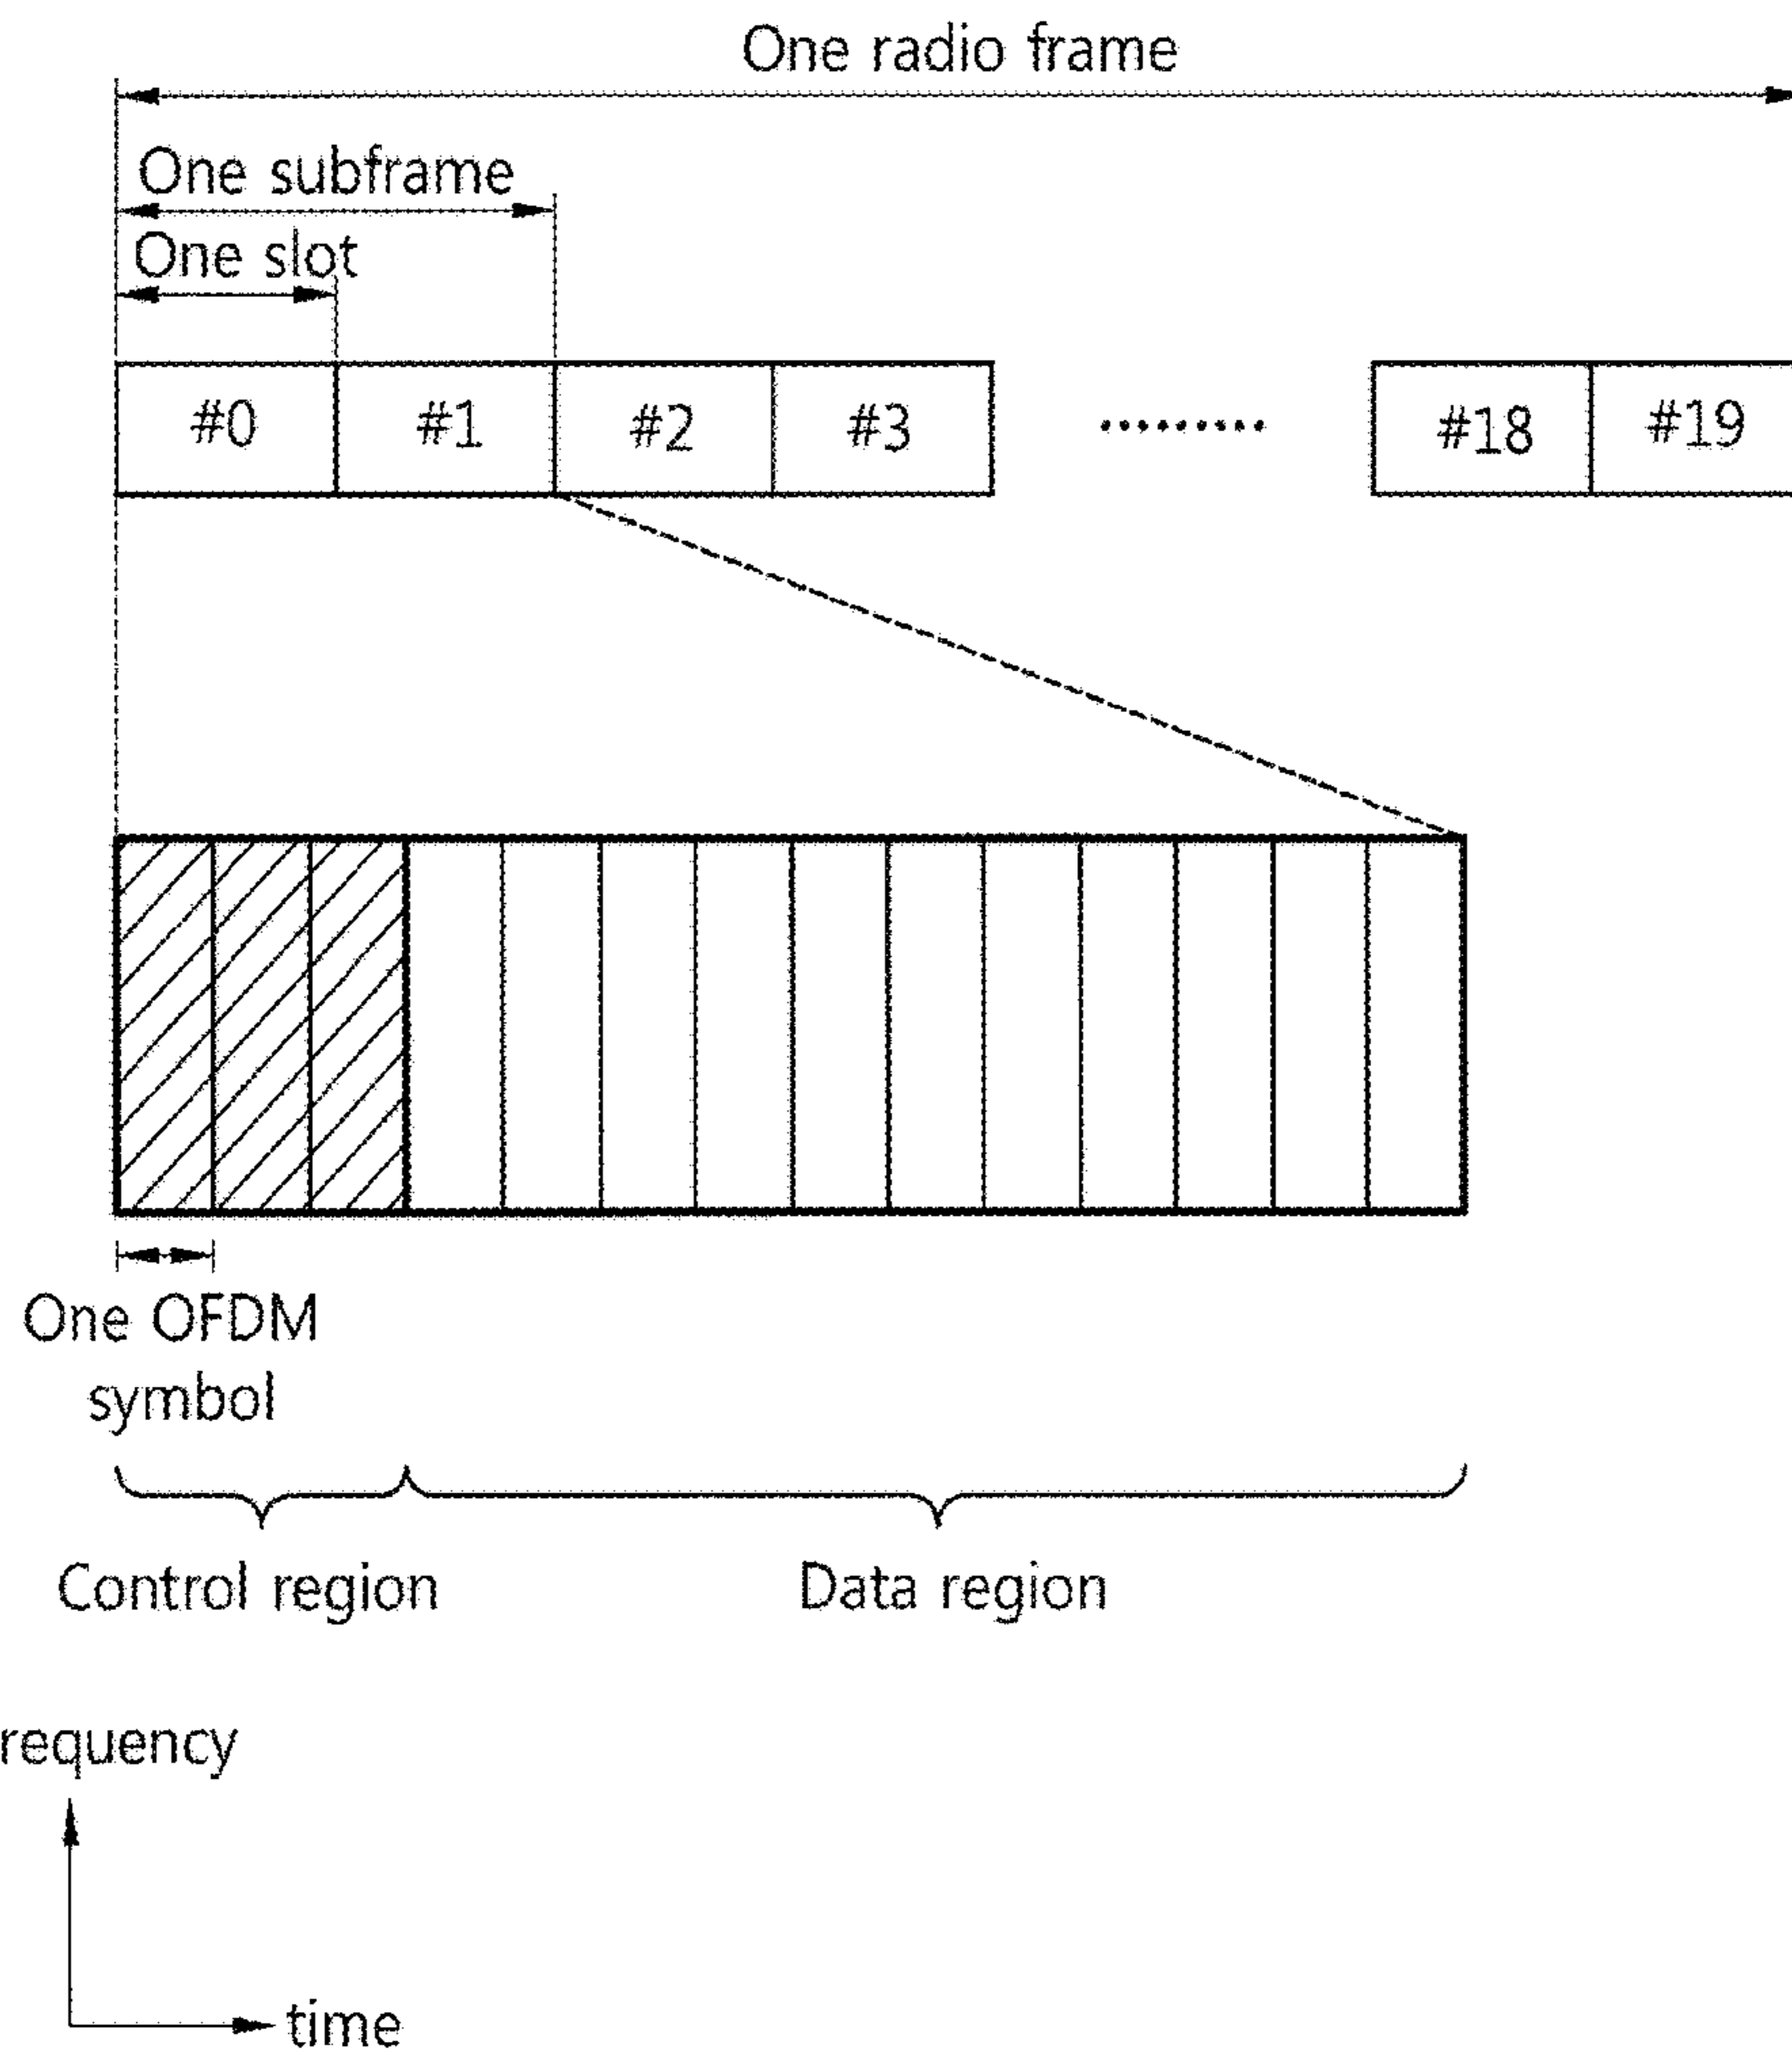 One radio frame
One subframe
One slot
#0 #1 #2 #3 ......... #18 #19
One OFDM
symbol
Control region Data region
requency
time